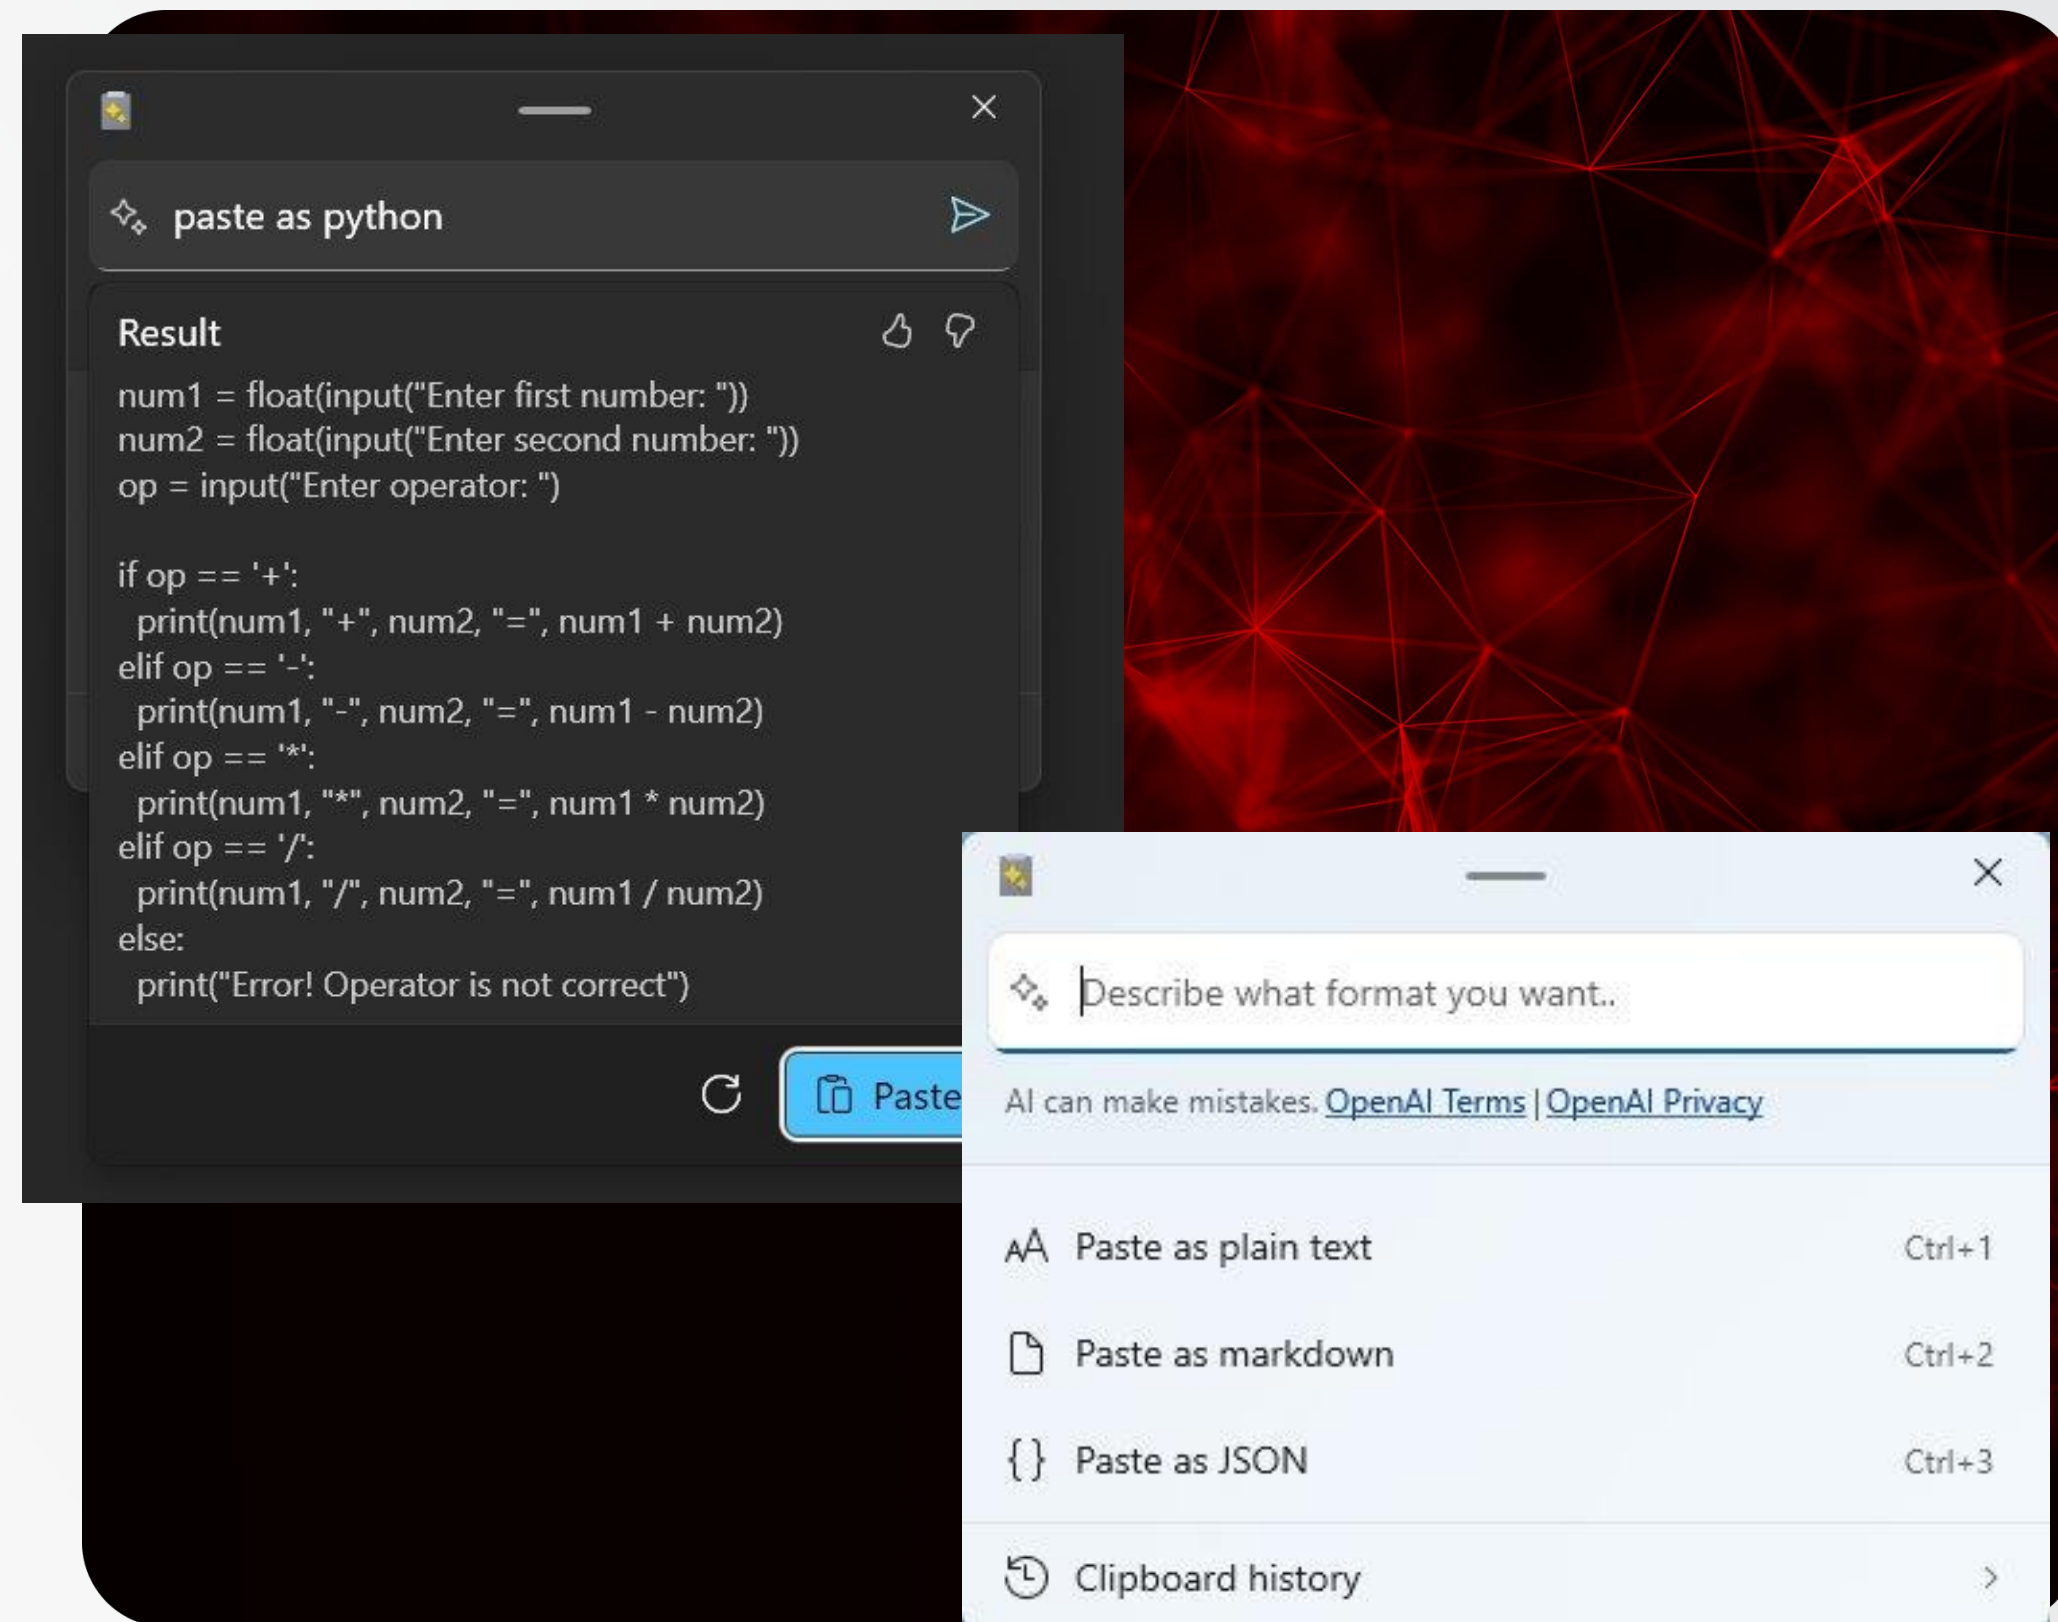 paste as python
Result
num1 = float(input("Enter first number: "))
num2 = float(input("Enter second number: "))
op = input("Enter operator: ")
if op == '+':
print(num1, "+", num2, "=", num1 + num2)
elif op == '-':
print(num1, "-", num2, "=", num1 - num2)
elif op == '*':
print(num1, "*", num2, "=", num1 * num2)
elif op == '/':
print(num1, "/", num2, "=", num1 / num2)
else:
print("Error! Operator is not correct")
Paste
Describe what format you want..
AI can make mistakes. OpenAI Terms | OpenAI Privacy
Paste as plain text Ctrl+1
Paste as markdown Ctrl+2
Paste as JSON Ctrl+3
Clipboard history